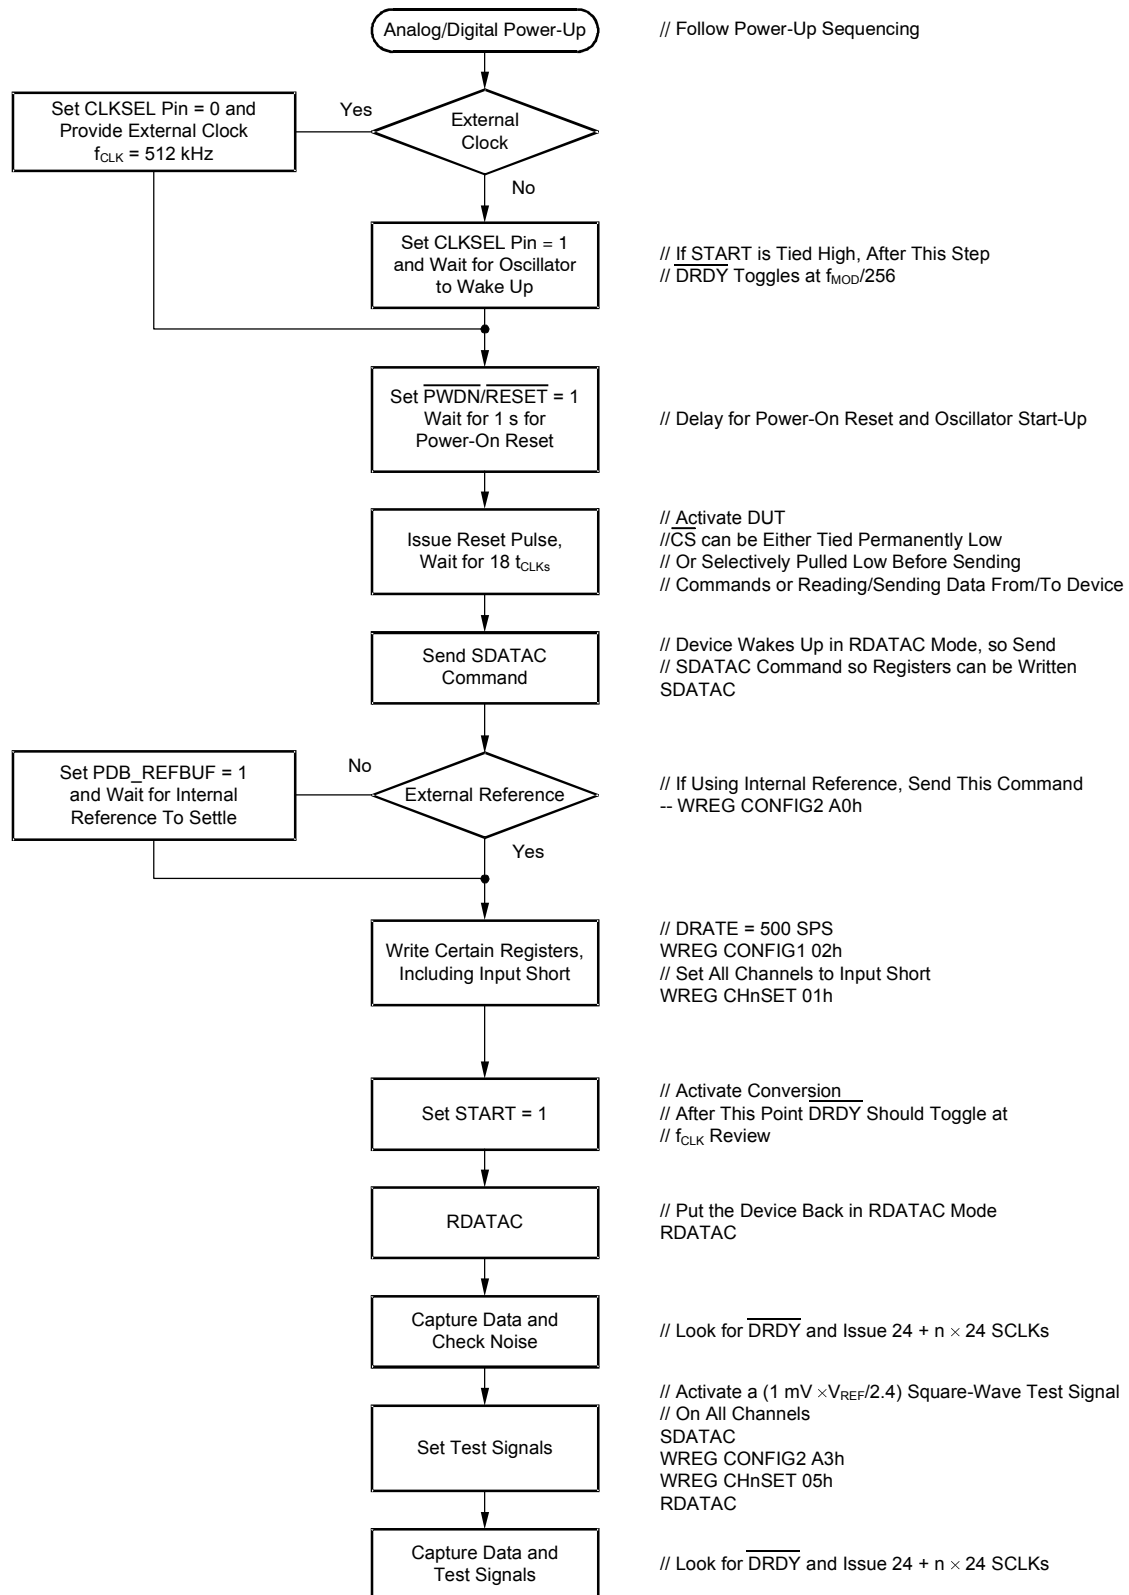 Analog/Digital Power-Up
// Follow Power-Up Sequencing
Set CLKSEL Pin = 0 and
Provide External Clock
fCLK = 512 kHz
Yes
External
Clock
No
Set CLKSEL Pin = 1
and Wait for Oscillator
to Wake Up
// If START is Tied High, After This Step
// D̅R̅D̅Y̅ Toggles at fMOD/256
Set P̅W̅D̅N̅/R̅E̅S̅E̅T̅ = 1
Wait for 1 s for
Power-On Reset
// Delay for Power-On Reset and Oscillator Start-Up
Issue Reset Pulse,
Wait for 18 tCLKs
// Activate DUT
//C̅S̅ can be Either Tied Permanently Low
// Or Selectively Pulled Low Before Sending
// Commands or Reading/Sending Data From/To Device
Send SDATAC
Command
// Device Wakes Up in RDATAC Mode, so Send
// SDATAC Command so Registers can be Written
SDATAC
Set PDB_REFBUF = 1
and Wait for Internal
Reference To Settle
No
External Reference
Yes
// If Using Internal Reference, Send This Command
-- WREG CONFIG2 A0h
Write Certain Registers,
Including Input Short
// DRATE = 500 SPS
WREG CONFIG1 02h
// Set All Channels to Input Short
WREG CHnSET 01h
Set START = 1
// Activate Conversion
// After This Point D̅R̅D̅Y̅ Should Toggle at
// fCLK Review
RDATAC
// Put the Device Back in RDATAC Mode
RDATAC
Capture Data and
Check Noise
// Look for D̅R̅D̅Y̅ and Issue 24 + n × 24 SCLKs
Set Test Signals
// Activate a (1 mV ×VREF/2.4) Square-Wave Test Signal
// On All Channels
SDATAC
WREG CONFIG2 A3h
WREG CHnSET 05h
RDATAC
Capture Data and
Test Signals
// Look for D̅R̅D̅Y̅ and Issue 24 + n × 24 SCLKs